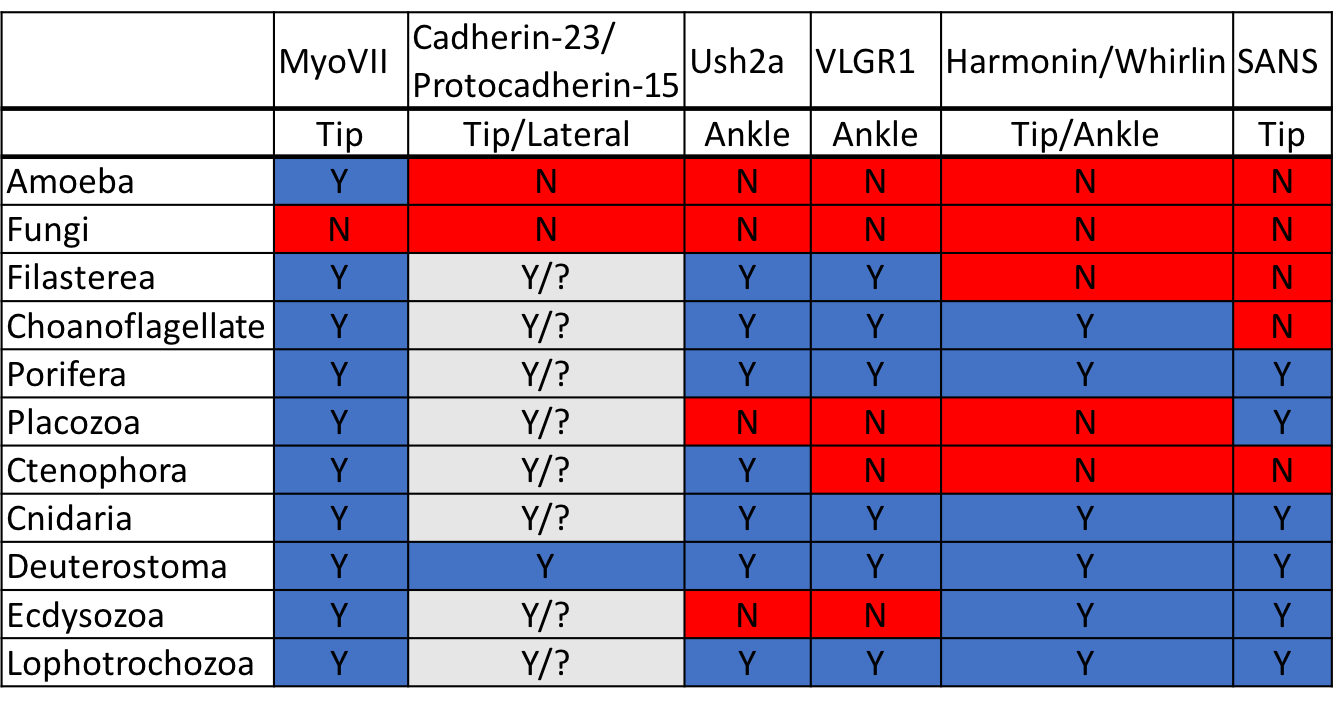 MyoVII Cadherin-23/ Ush2a VLGR1 Harmonin/Whirlin SANS
Protocadherin-15
Tip Tip/Lateral Ankle Ankle Tip/Ankle Tip
Amoeba Y N N N N N
Fungi N N N N N N
Filasterea Y Y/? Y Y N N
Choanoflagellate Y Y/? Y Y Y N
Porifera Y Y/? Y Y Y Y
Placozoa Y Y/? N N N Y
Ctenophora Y Y/? Y N N N
Cnidaria Y Y/? Y Y Y Y
Deuterostoma Y Y Y Y Y Y
Ecdysozoa Y Y/? N N Y Y
Lophotrochozoa Y Y/? Y Y Y Y